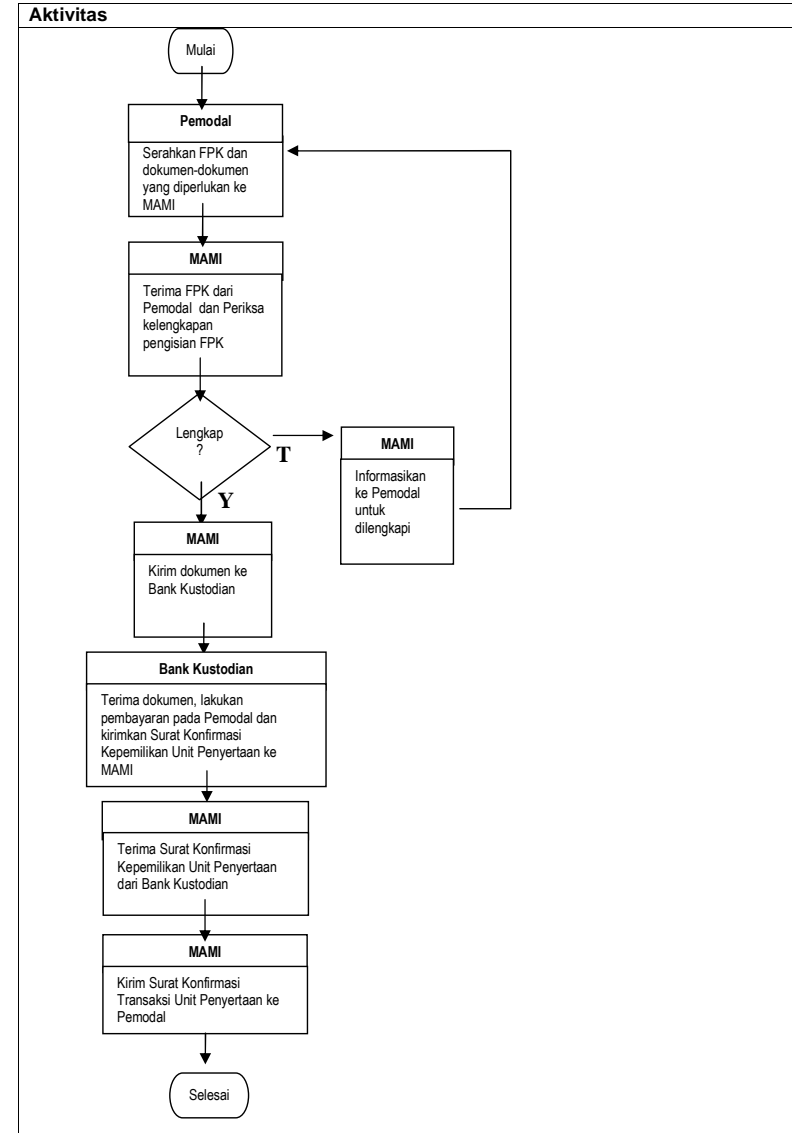 Aktivitas
Mulai
Pemodal
Serahkan FPK dan
dokumen-dokumen
yang diperlukan ke
MAMI
MAMI
Terima FPK dari
Pemodal dan Periksa
kelengkapan
pengisian FPK
Lengkap
?
T
Y
MAMI
Informasikan
ke Pemodal
untuk
dilengkapi
MAMI
Kirim dokumen ke
Bank Kustodian
Bank Kustodian
Terima dokumen, lakukan
pembayaran pada Pemodal dan
kirimkan Surat Konfirmasi
Kepemilikan Unit Penyertaan ke
MAMI
MAMI
Terima Surat Konfirmasi
Kepemilikan Unit Penyertaan
dari Bank Kustodian
MAMI
Kirim Surat Konfirmasi
Transaksi Unit Penyertaan ke
Pemodal
Selesai